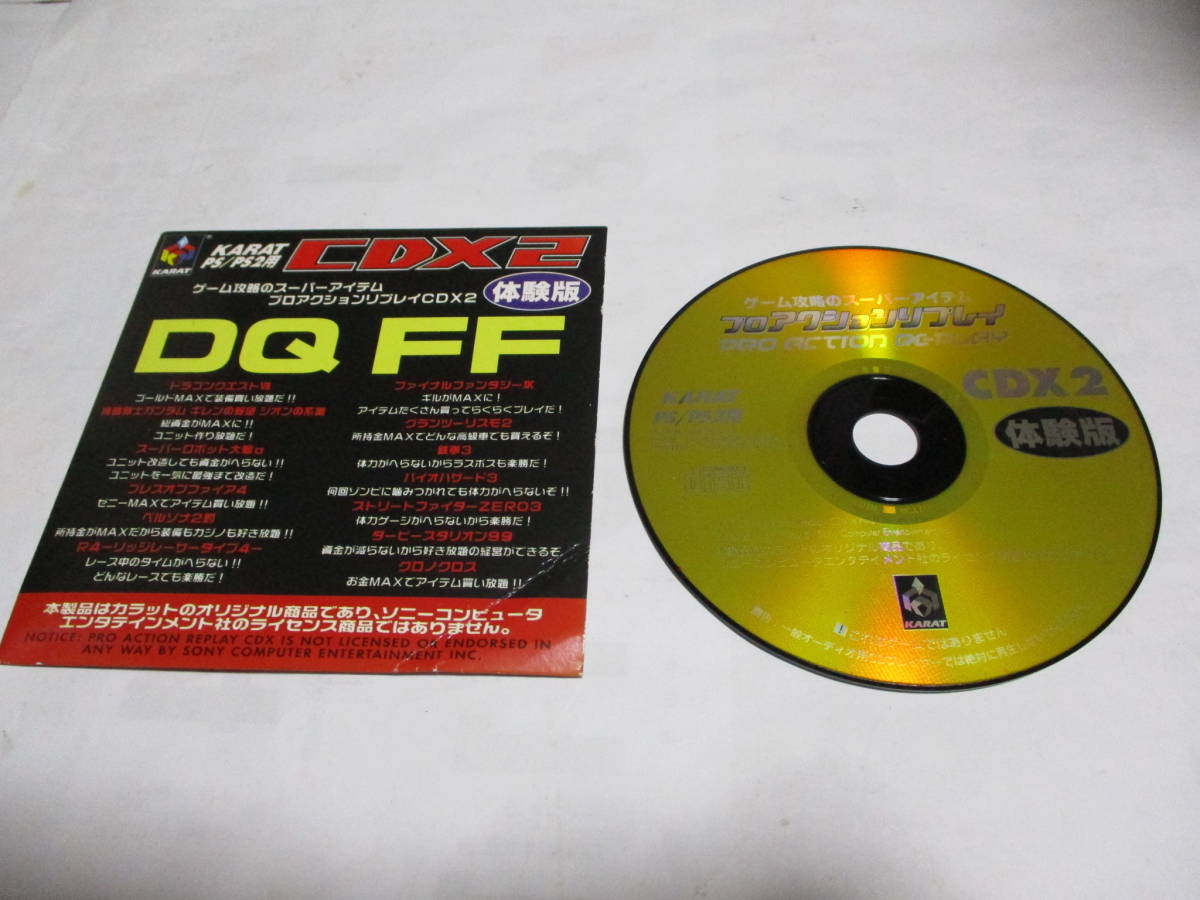 KARAT
KARAT
PS/PS2用
CDX2
ゲーム攻略のスーパーアイテム
プロアクションリプレイCDX2
体験版
DQ FF
ドラゴンクエストⅦ
ゴールドMAXで装備買い放題だ!!
機動戦士ガンダム ギレンの野望 ジオンの系譜
総資金がMAXに!!
ユニット作り放題だ!
スーパーロボット大戦α
ユニット改造しても資金がへらない!!
ユニットを一気に最強まで改造だ!
ブレスオブファイア4
ゼニーMAXでアイテム買い放題!!
ペルソナ2罰
所持金がMAXだから装備もカジノも好き放題!!
R4ーリッジレーサータイプ4ー
レース中のタイムがへらない!
どんなレースでも楽勝だ!
ファイナルファンタジーⅨ
ギルがMAXに!
アイテムたくさん買ってらくらくプレイだ!
グランツーリスモ2
所持金MAXでどんな高級車でも買えるぞ!
鉄拳3
体力がへらないからラスボスも楽勝だ!
バイオハザード3
何回ゾンビに噛みつかれても体力がへらないぞ!!
ストリートファイターZERO3
体力ゲージがへらないから楽勝だ!
ダービースタリオン99
資金が減らないから好き放題の経営ができるぞ
クロノクロス
お金MAXでアイテム買い放題!!
本製品はカラットのオリジナル商品であり、ソニーコンピュータ
エンタテインメント社のライセンス商品ではありません。
NOTICE: PRO ACTION REPLAY CDX IS NOT LICENSED OR ENDORSED IN
ANY WAY BY SONY COMPUTER ENTERTAINMENT INC.
ゲーム攻略のスーパーアイテム
プロアクションリプレイ
PRO ACTION REPLAY
KARAT
PS/PS2用
CDX2
体験版
Computer Entertainment
オリジナル商品であり
KARAT
ではありません